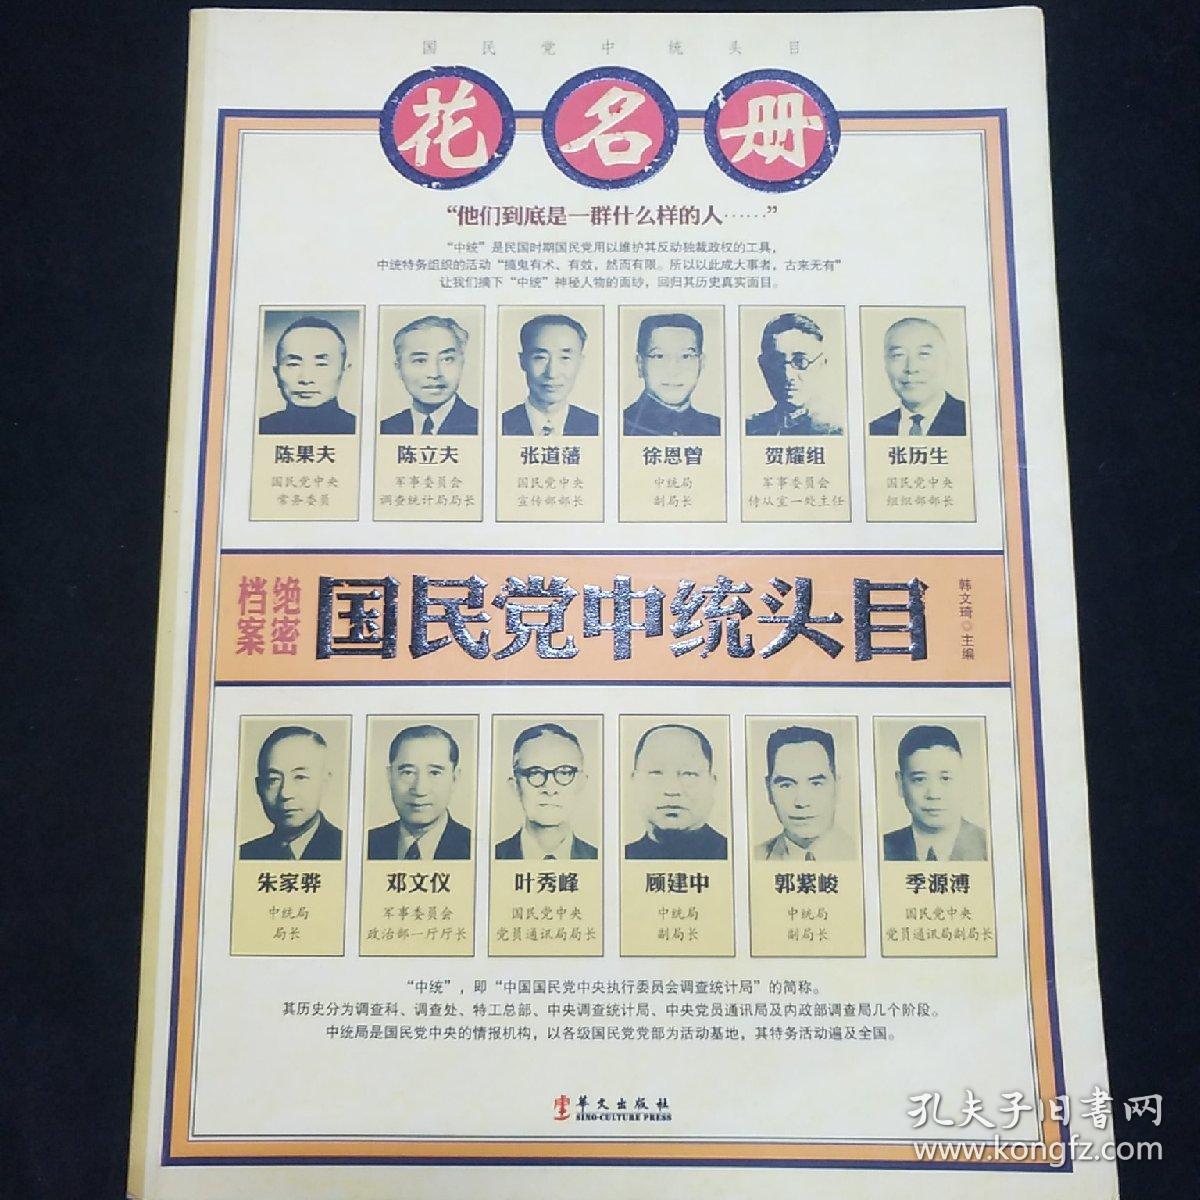 国民党中统头目
花名册
“他们到底是一群什么样的人……”
“中统”是民国时期国民党用以维护其反动独裁政权的工具，
中统特务组织的活动“搞鬼有术、有效，然而有限。所以以此成大事者，古来无有”
让我们摘下“中统”神秘人物的面纱，回归其历史真实面目。
陈果夫
国民党中央
常务委员
陈立夫
军事委员会
调查统计局局长
张道藩
国民党中央
宣传部部长
徐恩曾
中统局
副局长
贺耀组
军事委员会
侍从室一处主任
张历生
国民党中央
组织部部长
绝密
档案
国民党中统头目
韩文琦◎主编
朱家骅
中统局
局长
邓文仪
军事委员会
政治部一厅厅长
叶秀峰
国民党中央
党员通讯局局长
顾建中
中统局
副局长
郭紫峻
中统局
副局长
季源溥
国民党中央
党员通讯局副局长
“中统”，即“中国国民党中央执行委员会调查统计局”的简称。
其历史分为调查科、调查处、特工总部、中央调查统计局、中央党员通讯局及内政部调查局几个阶段。
中统局是国民党中央的情报机构，以各级国民党党部为活动基地，其特务活动遍及全国。
華文出版社
SINO-CULTURE PRESS
孔夫子旧書网
www.kongfz.com